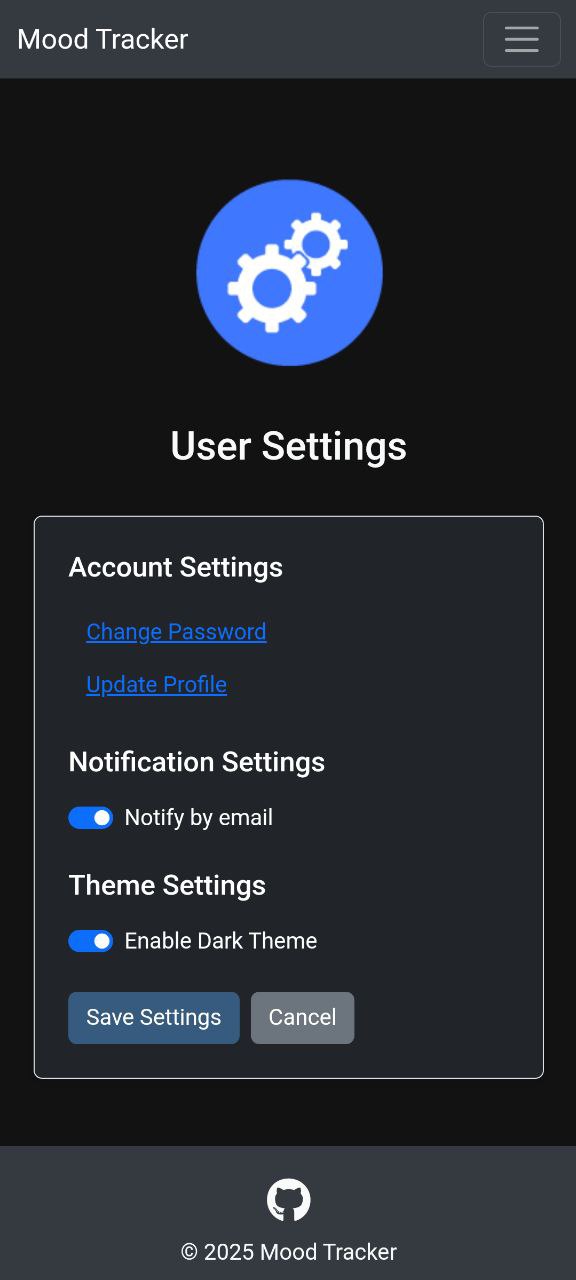 Mood Tracker
User Settings
Account Settings
Change Password
Update Profile
Notification Settings
Notify by email
Theme Settings
Enable Dark Theme
Save Settings Cancel
© 2025 Mood Tracker